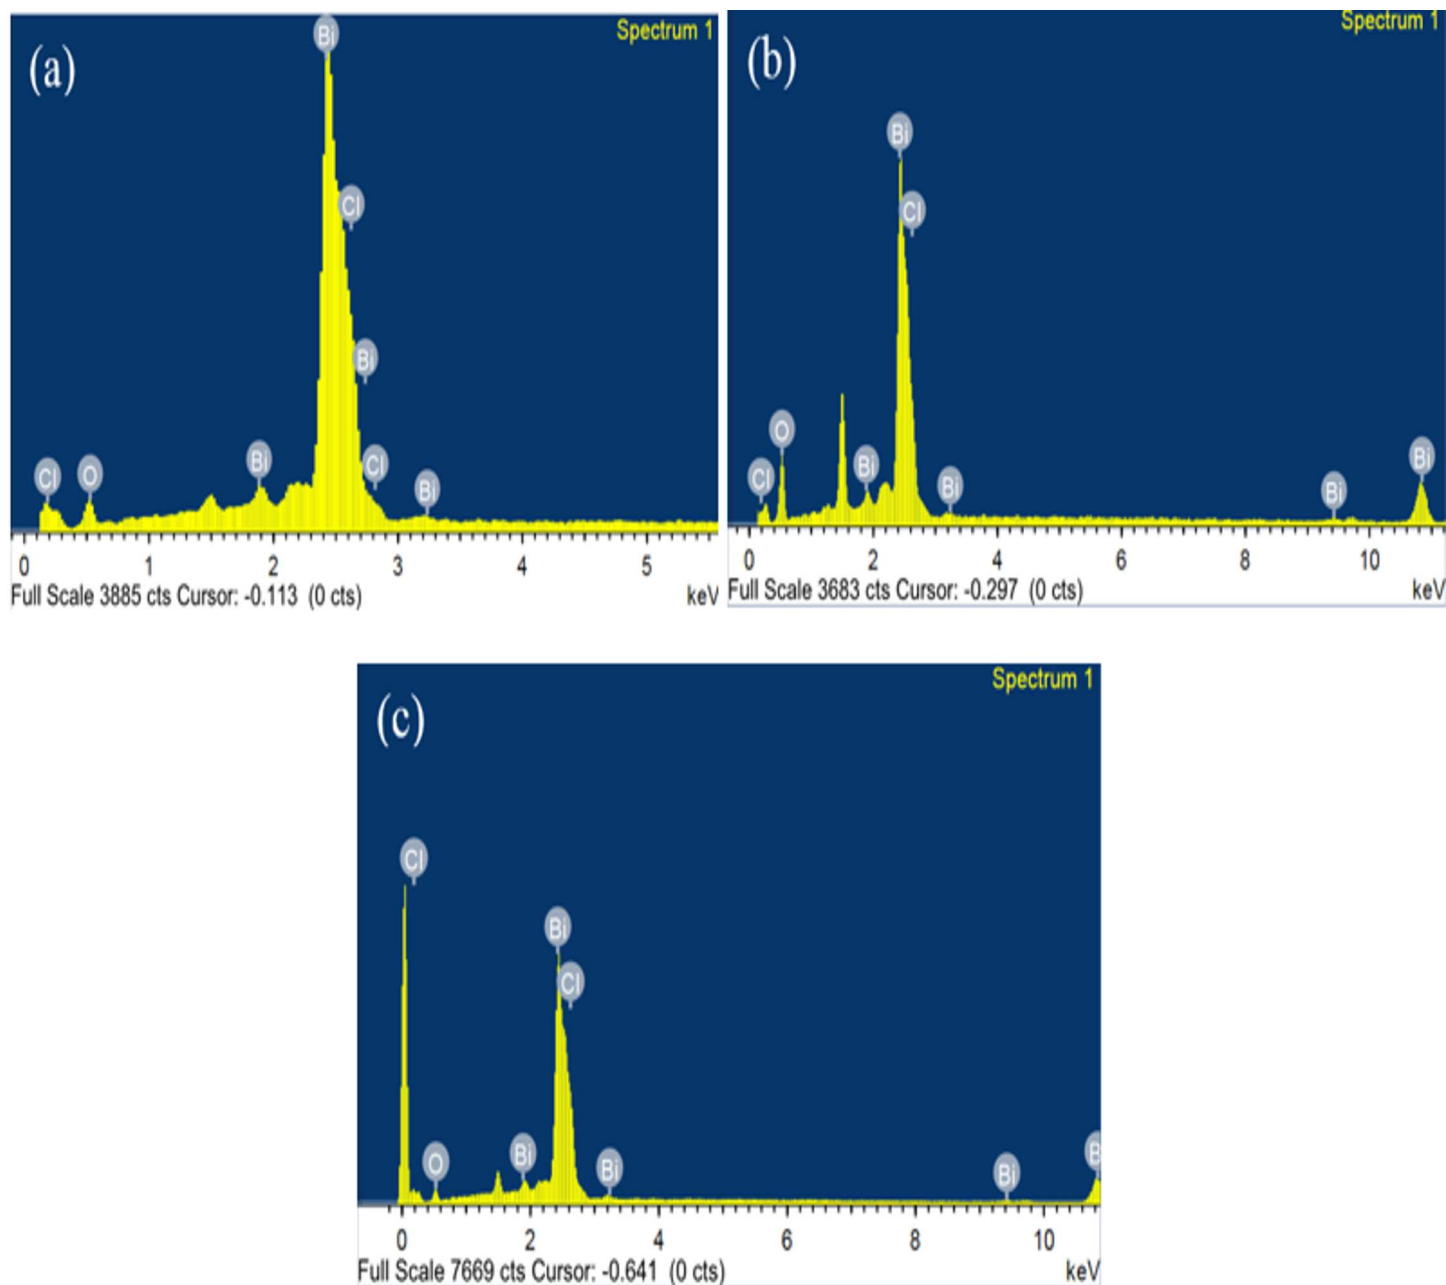 Spectrum 1
(a)
Bi
Cl
Bi
Cl
O
Bi
Cl
Bi
0 1 2 3 4 5
Full Scale 3885 cts Cursor: -0.113 (0 cts) keV
Spectrum 1
(b)
Bi
Cl
O
Cl
Bi
Bi
Bi
Bi
0 2 4 6 8 10
Full Scale 3683 cts Cursor: -0.297 (0 cts) keV
Spectrum 1
(c)
Cl
Bi
Cl
O
Bi
Bi
Bi
B
0 2 4 6 8 10
Full Scale 7669 cts Cursor: -0.641 (0 cts) keV